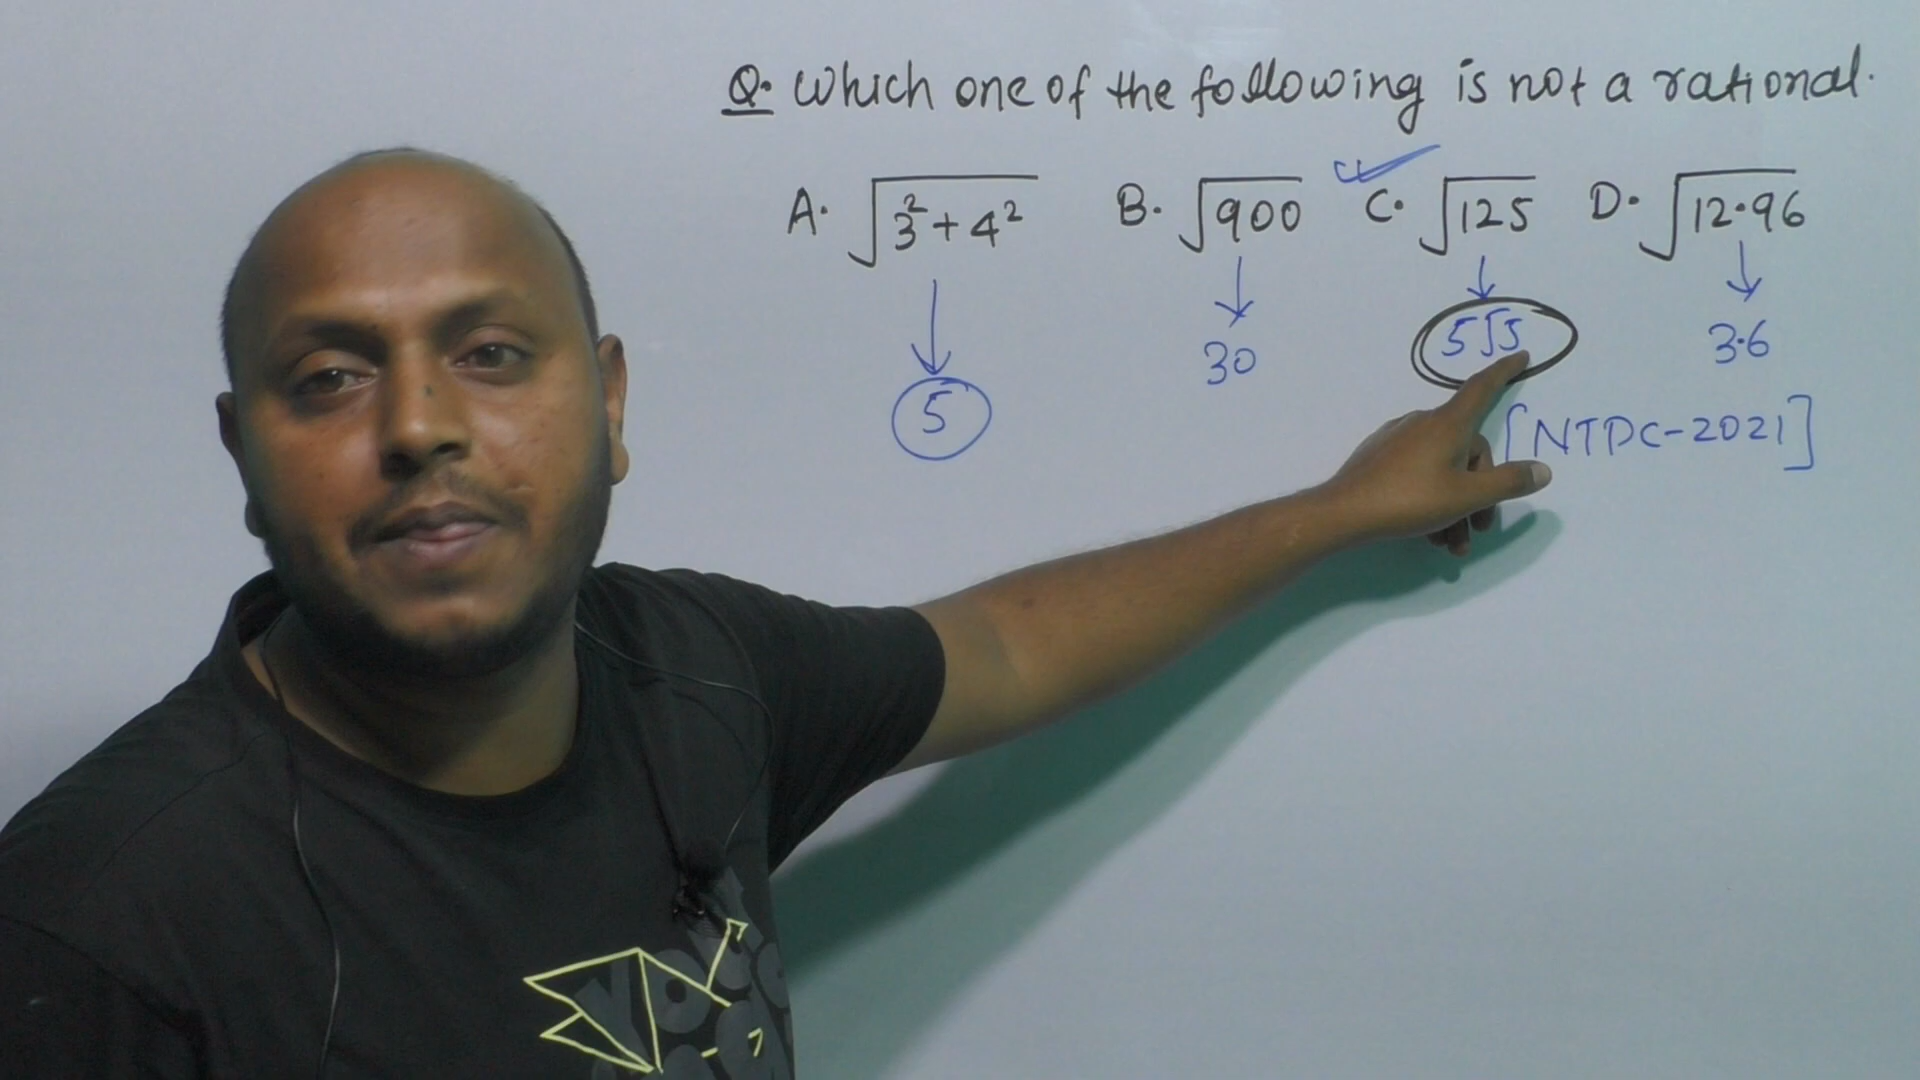 Q. Which one of the following is not a rational.
A. √3²+4² B. √900 C. √125 D. √12.96
5 30 5√5 3.6
[NTPC-2021]